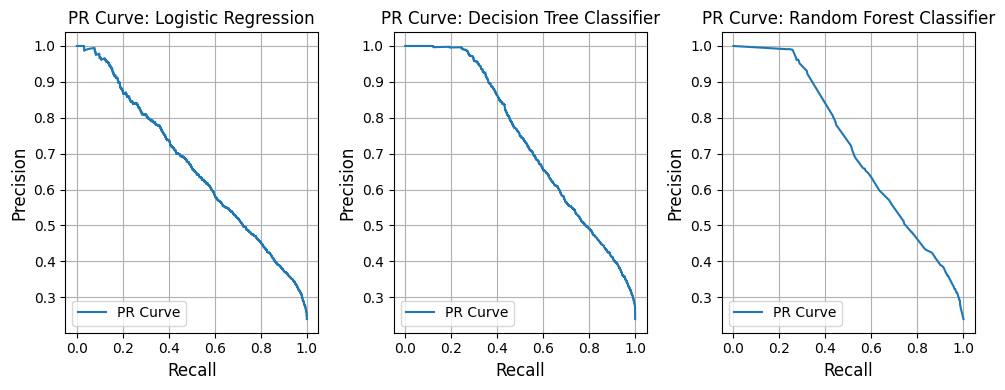 PR Curve: Logistic Regression
1.0
0.9
0.8
0.7
0.6
0.5
0.4
0.3
Precision
PR Curve
0.0 0.2 0.4 0.6 0.8 1.0
Recall
PR Curve: Decision Tree Classifier
1.0
0.9
0.8
0.7
0.6
0.5
0.4
0.3
Precision
PR Curve
0.0 0.2 0.4 0.6 0.8 1.0
Recall
PR Curve: Random Forest Classifier
1.0
0.9
0.8
0.7
0.6
0.5
0.4
0.3
Precision
PR Curve
0.0 0.2 0.4 0.6 0.8 1.0
Recall